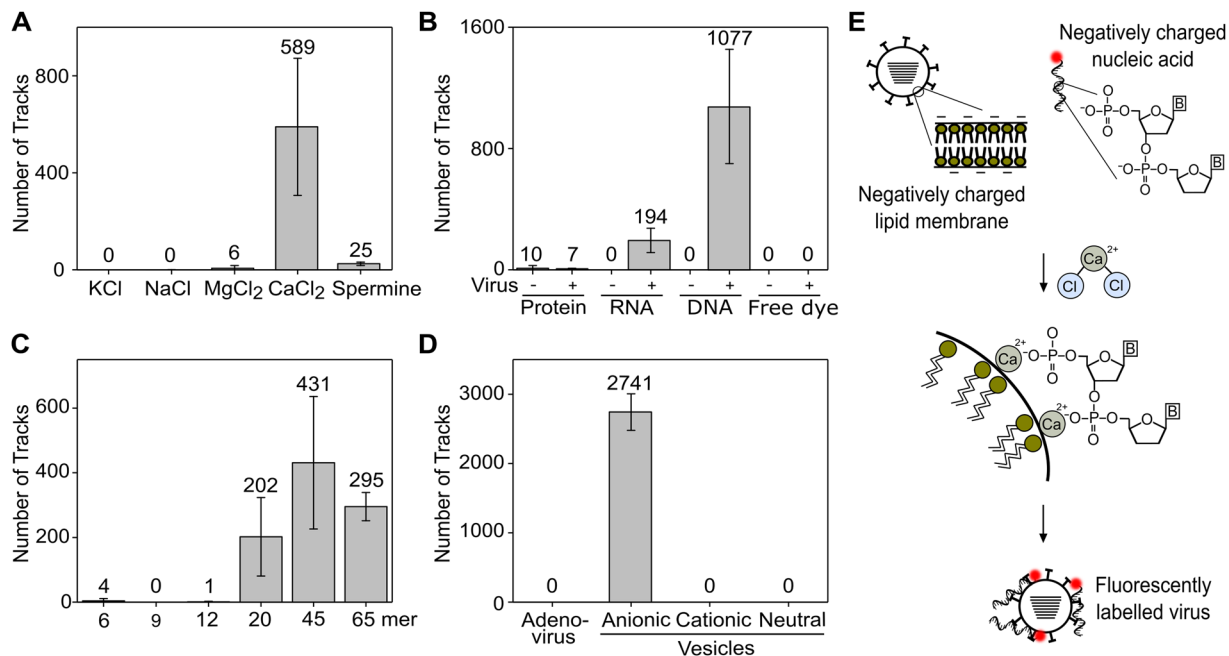 A
Number of Tracks
800
400
0
0 0 6 589 25
KCl NaCl MgCl2 CaCl2 Spermine
B
Number of Tracks
1600
800
0
10 7 0 194 0 1077 0 0
Virus - + - + - + - +
Protein RNA DNA Free dye
C
Number of Tracks
600
400
200
0
4 0 1 202 431 295
6 9 12 20 45 65 mer
D
Number of Tracks
3000
2000
1000
0
0 2741 0 0
Adeno- Anionic Cationic Neutral
virus Vesicles
E
Negatively charged
nucleic acid
O
⁻O-P-O O B
O
O
⁻O-P-O O B
O
Negatively charged
lipid membrane
2+
Ca
Cl Cl
2+ O
Ca ⁻O-P-O O B
O
O
2+
Ca ⁻O-P-O O B
O
Fluorescently
labelled virus